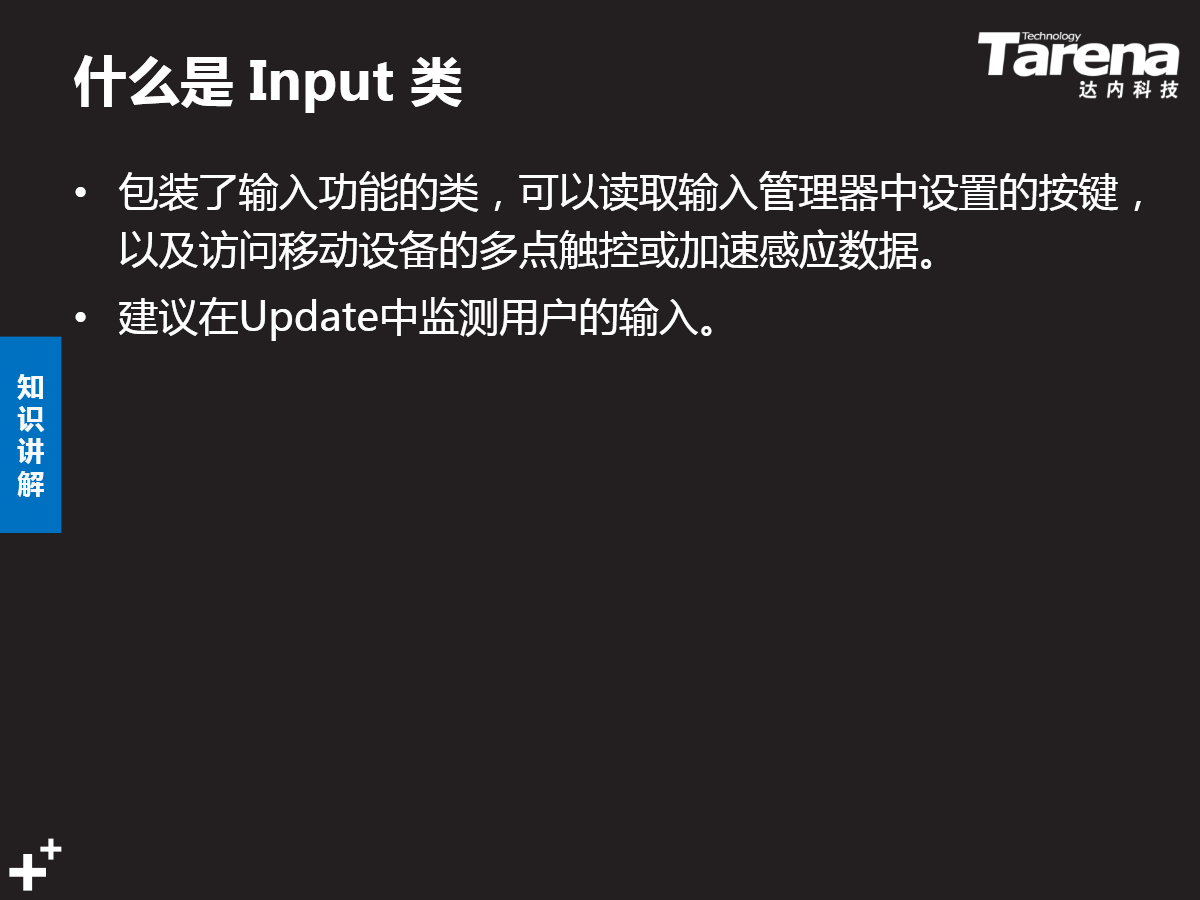 什么是 Input 类
Technology
Tarena
达内科技
• 包装了输入功能的类，可以读取输入管理器中设置的按键，
以及访问移动设备的多点触控或加速感应数据。
• 建议在Update中监测用户的输入。
知识讲解